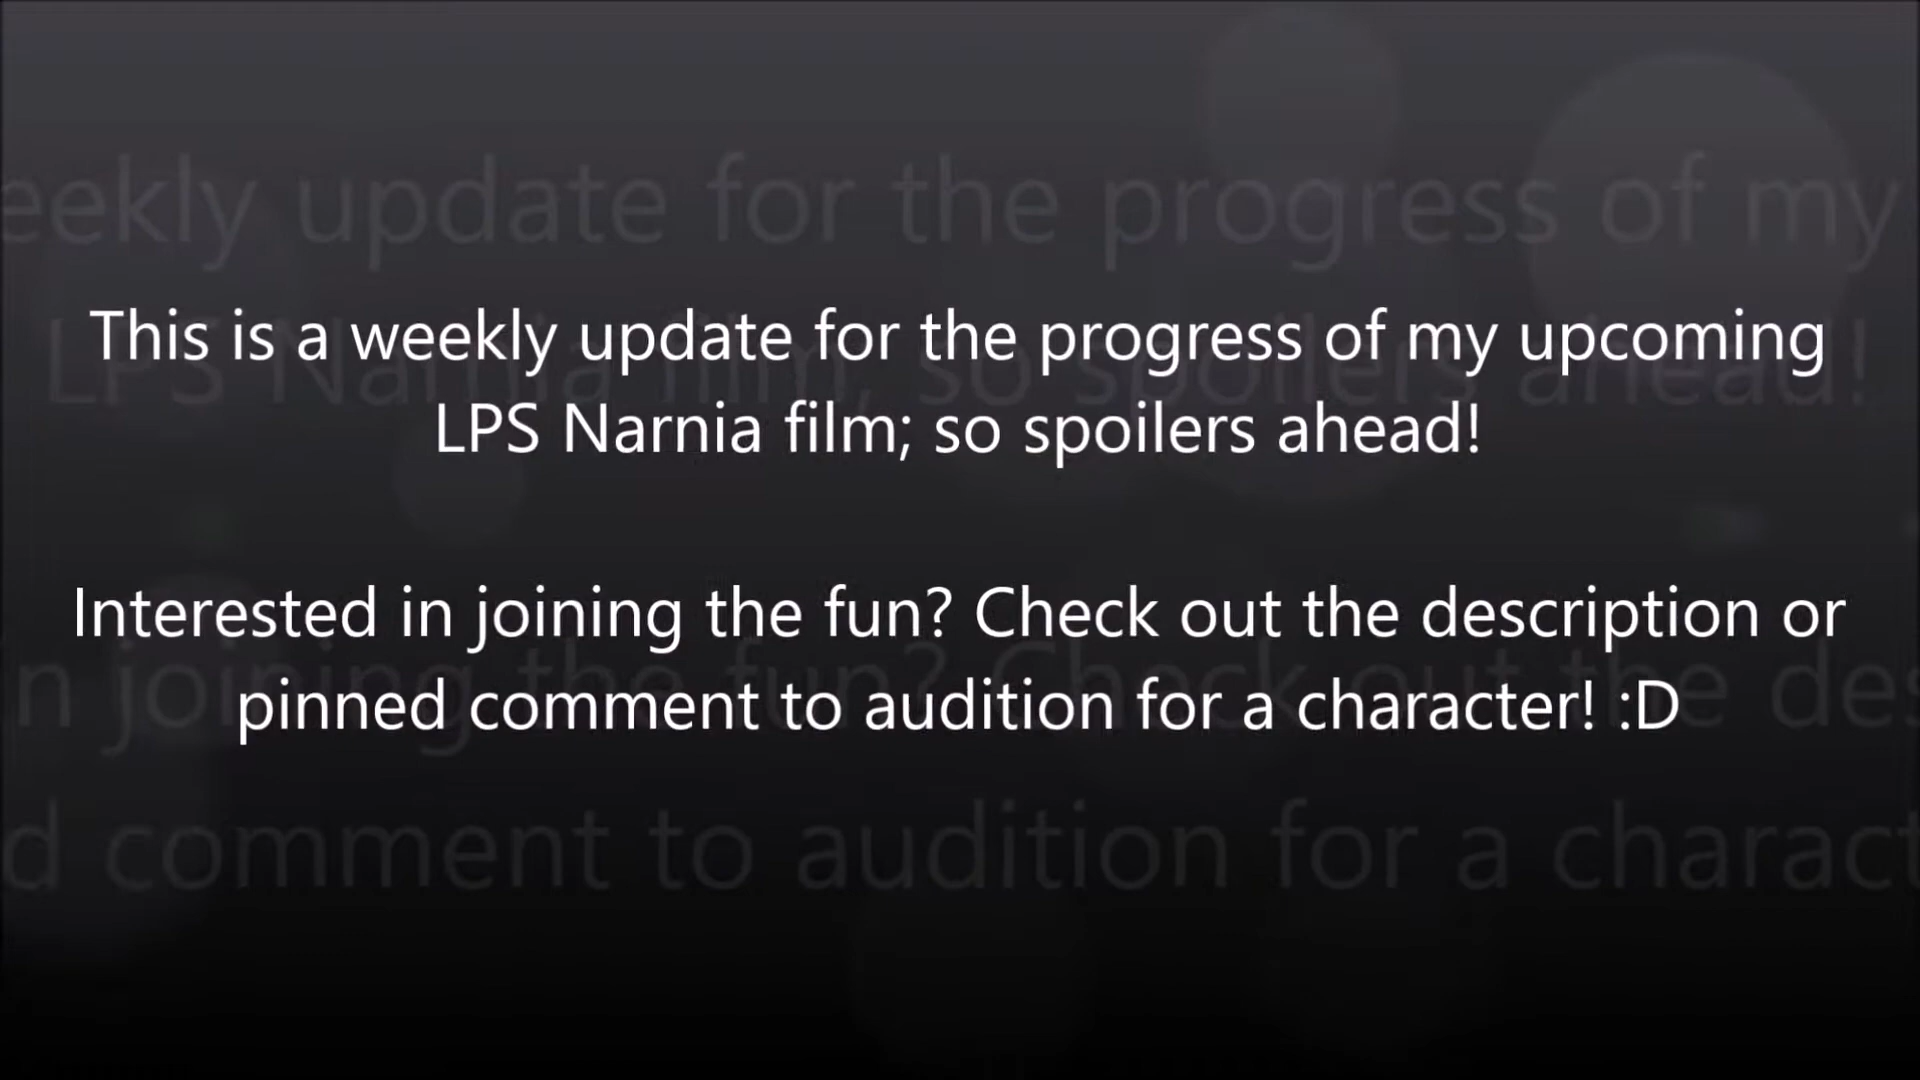 This is a weekly update for the progress of my upcoming
LPS Narnia film; so spoilers ahead!
Interested in joining the fun? Check out the description or
pinned comment to audition for a character! :D